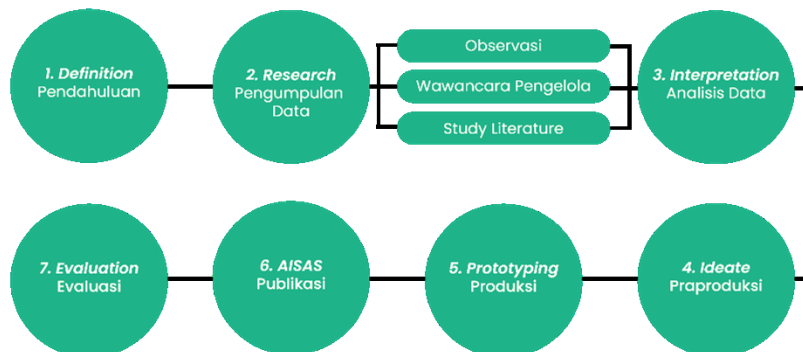 1. Definition
Pendahuluan
2. Research
Pengumpulan
Data
Observasi
Wawancara Pengelola
Study Literature
3. Interpretation
Analisis Data
4. Ideate
Praproduksi
5. Prototyping
Produksi
6. AISAS
Publikasi
7. Evaluation
Evaluasi